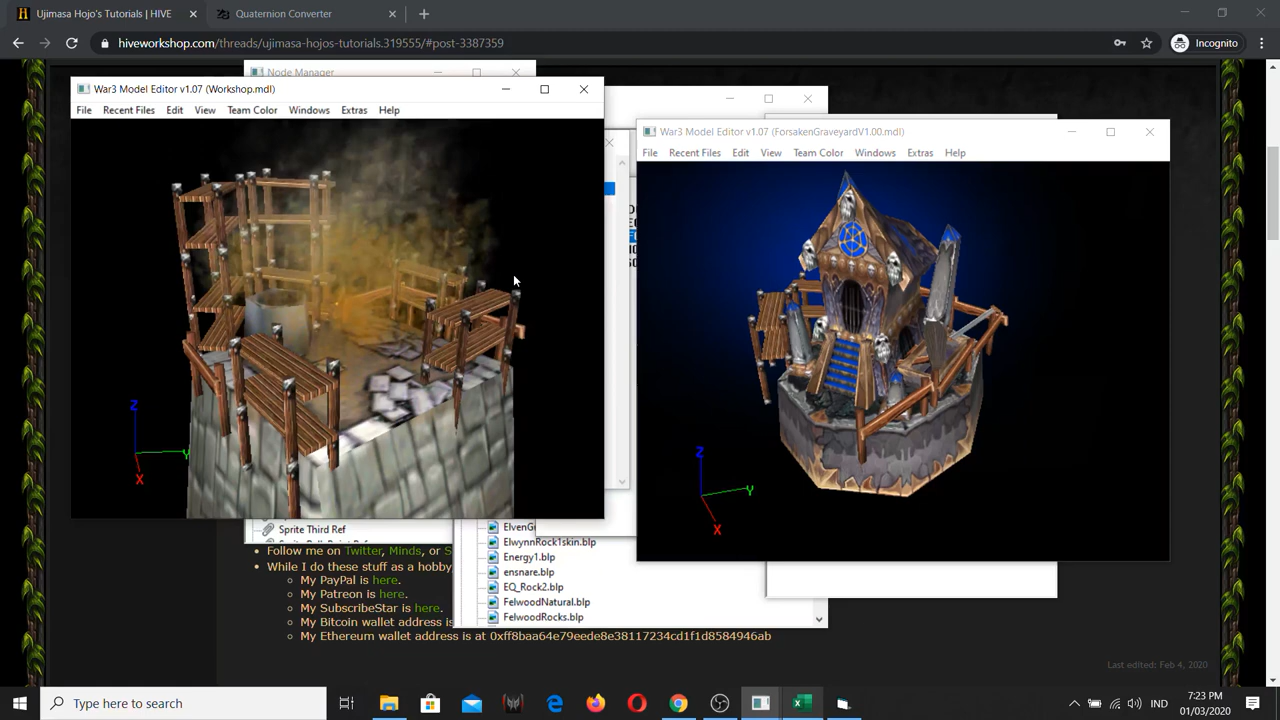 Ujimasa Hojo's Tutorials | HIVE
Quaternion Converter
hiveworkshop.com/threads/ujimasa-hojos-tutorials.319555/#post-3387359
Incognito
Node Manager
War3 Model Editor v1.07 (Workshop.mdl)
File Recent Files Edit View Team Color Windows Extras Help
War3 Model Editor v1.07 (ForsakenGraveyardV1.00.mdl)
File Recent Files Edit View Team Color Windows Extras Help
Z
Y
X
Z
Y
X
Sprite Third Ref
ElwynnRock1skin.blp
Energy1.blp
ensnare.blp
EQ_Rock2.blp
FelwoodNatural.blp
FelwoodRocks.blp
Follow me on Twitter, Minds, or S
While I do these stuff as a hobby
My PayPal is here.
My Patreon is here.
My SubscribeStar is here.
My Bitcoin wallet address is
My Ethereum wallet address is at 0xff8baa64e79eede8e38117234cd1f1d8584946ab
Last edited: Feb 4, 2020
Type here to search
IND
7:23 PM
01/03/2020